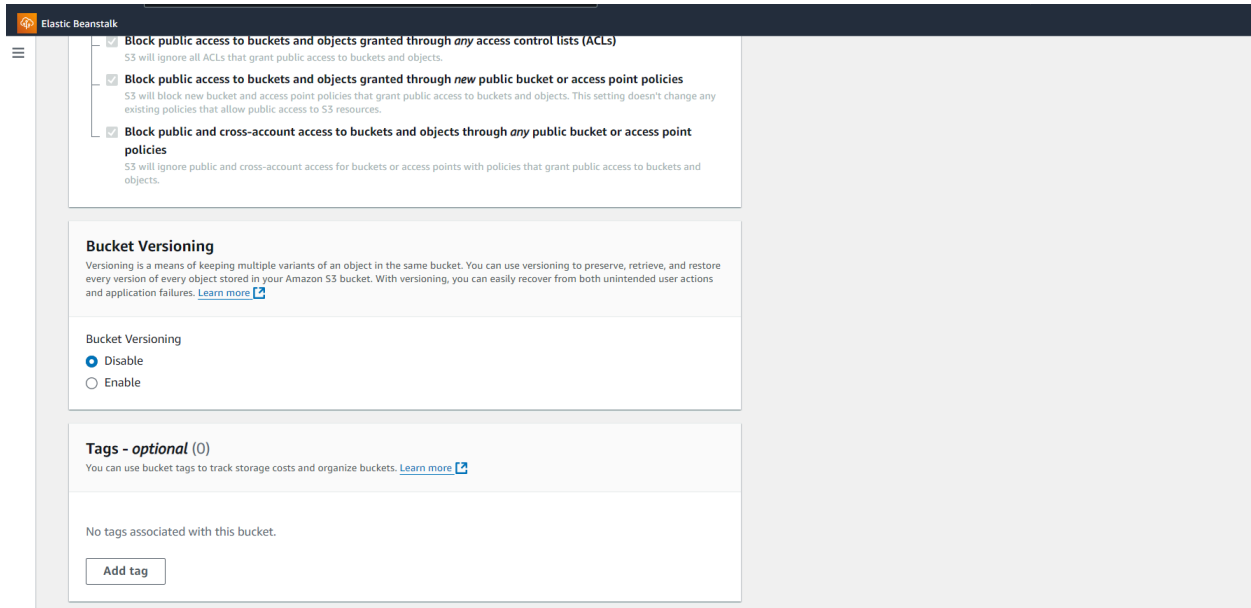 Elastic Beanstalk
Block public access to buckets and objects granted through any access control lists (ACLs)
S3 will ignore all ACLs that grant public access to buckets and objects.
Block public access to buckets and objects granted through new public bucket or access point policies
S3 will block new bucket and access point policies that grant public access to buckets and objects. This setting doesn't change any
existing policies that allow public access to S3 resources.
Block public and cross-account access to buckets and objects through any public bucket or access point
policies
S3 will ignore public and cross-account access for buckets or access points with policies that grant public access to buckets and
objects.
Bucket Versioning
Versioning is a means of keeping multiple variants of an object in the same bucket. You can use versioning to preserve, retrieve, and restore
every version of every object stored in your Amazon S3 bucket. With versioning, you can easily recover from both unintended user actions
and application failures. Learn more
Bucket Versioning
Disable
Enable
Tags - optional (0)
You can use bucket tags to track storage costs and organize buckets. Learn more
No tags associated with this bucket.
Add tag